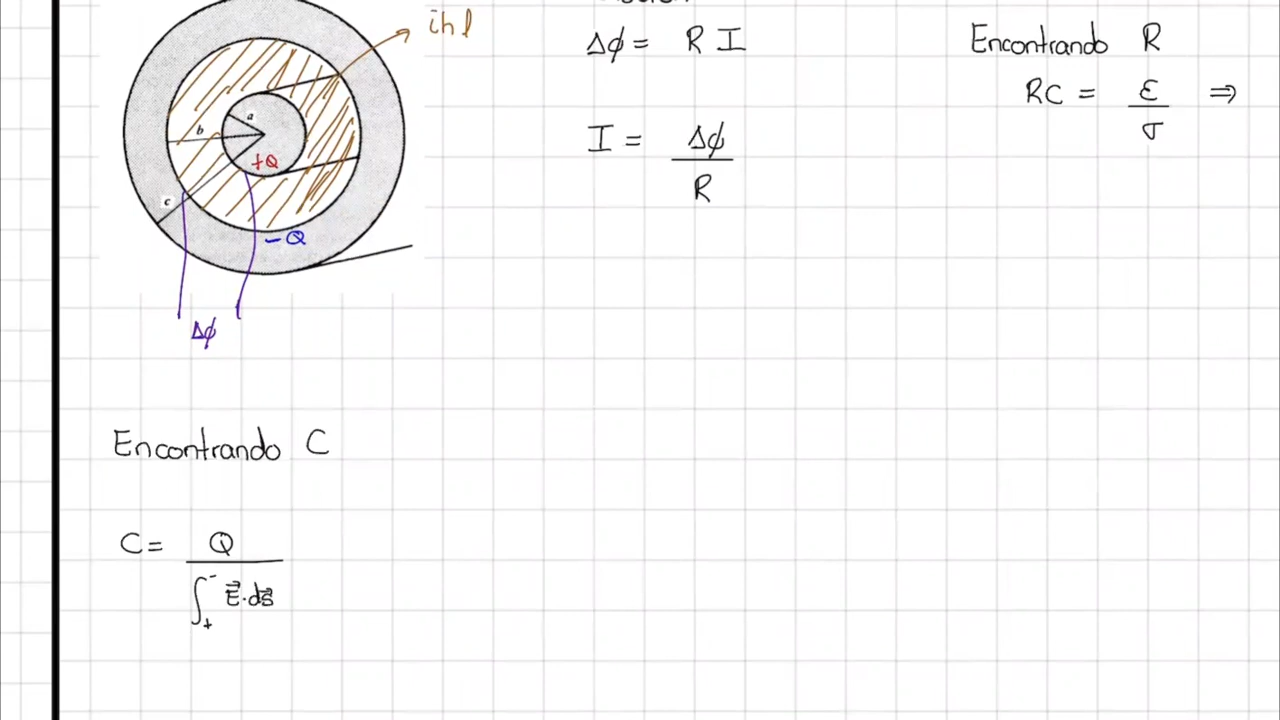 ihl
a
b
+Q
c
-Q
Δϕ
Δϕ = R I
I = Δϕ / R
Encontrando R
RC = ε / σ ⇒
Encontrando C
C = Q / ∫₊⁻ E⃗·ds⃗